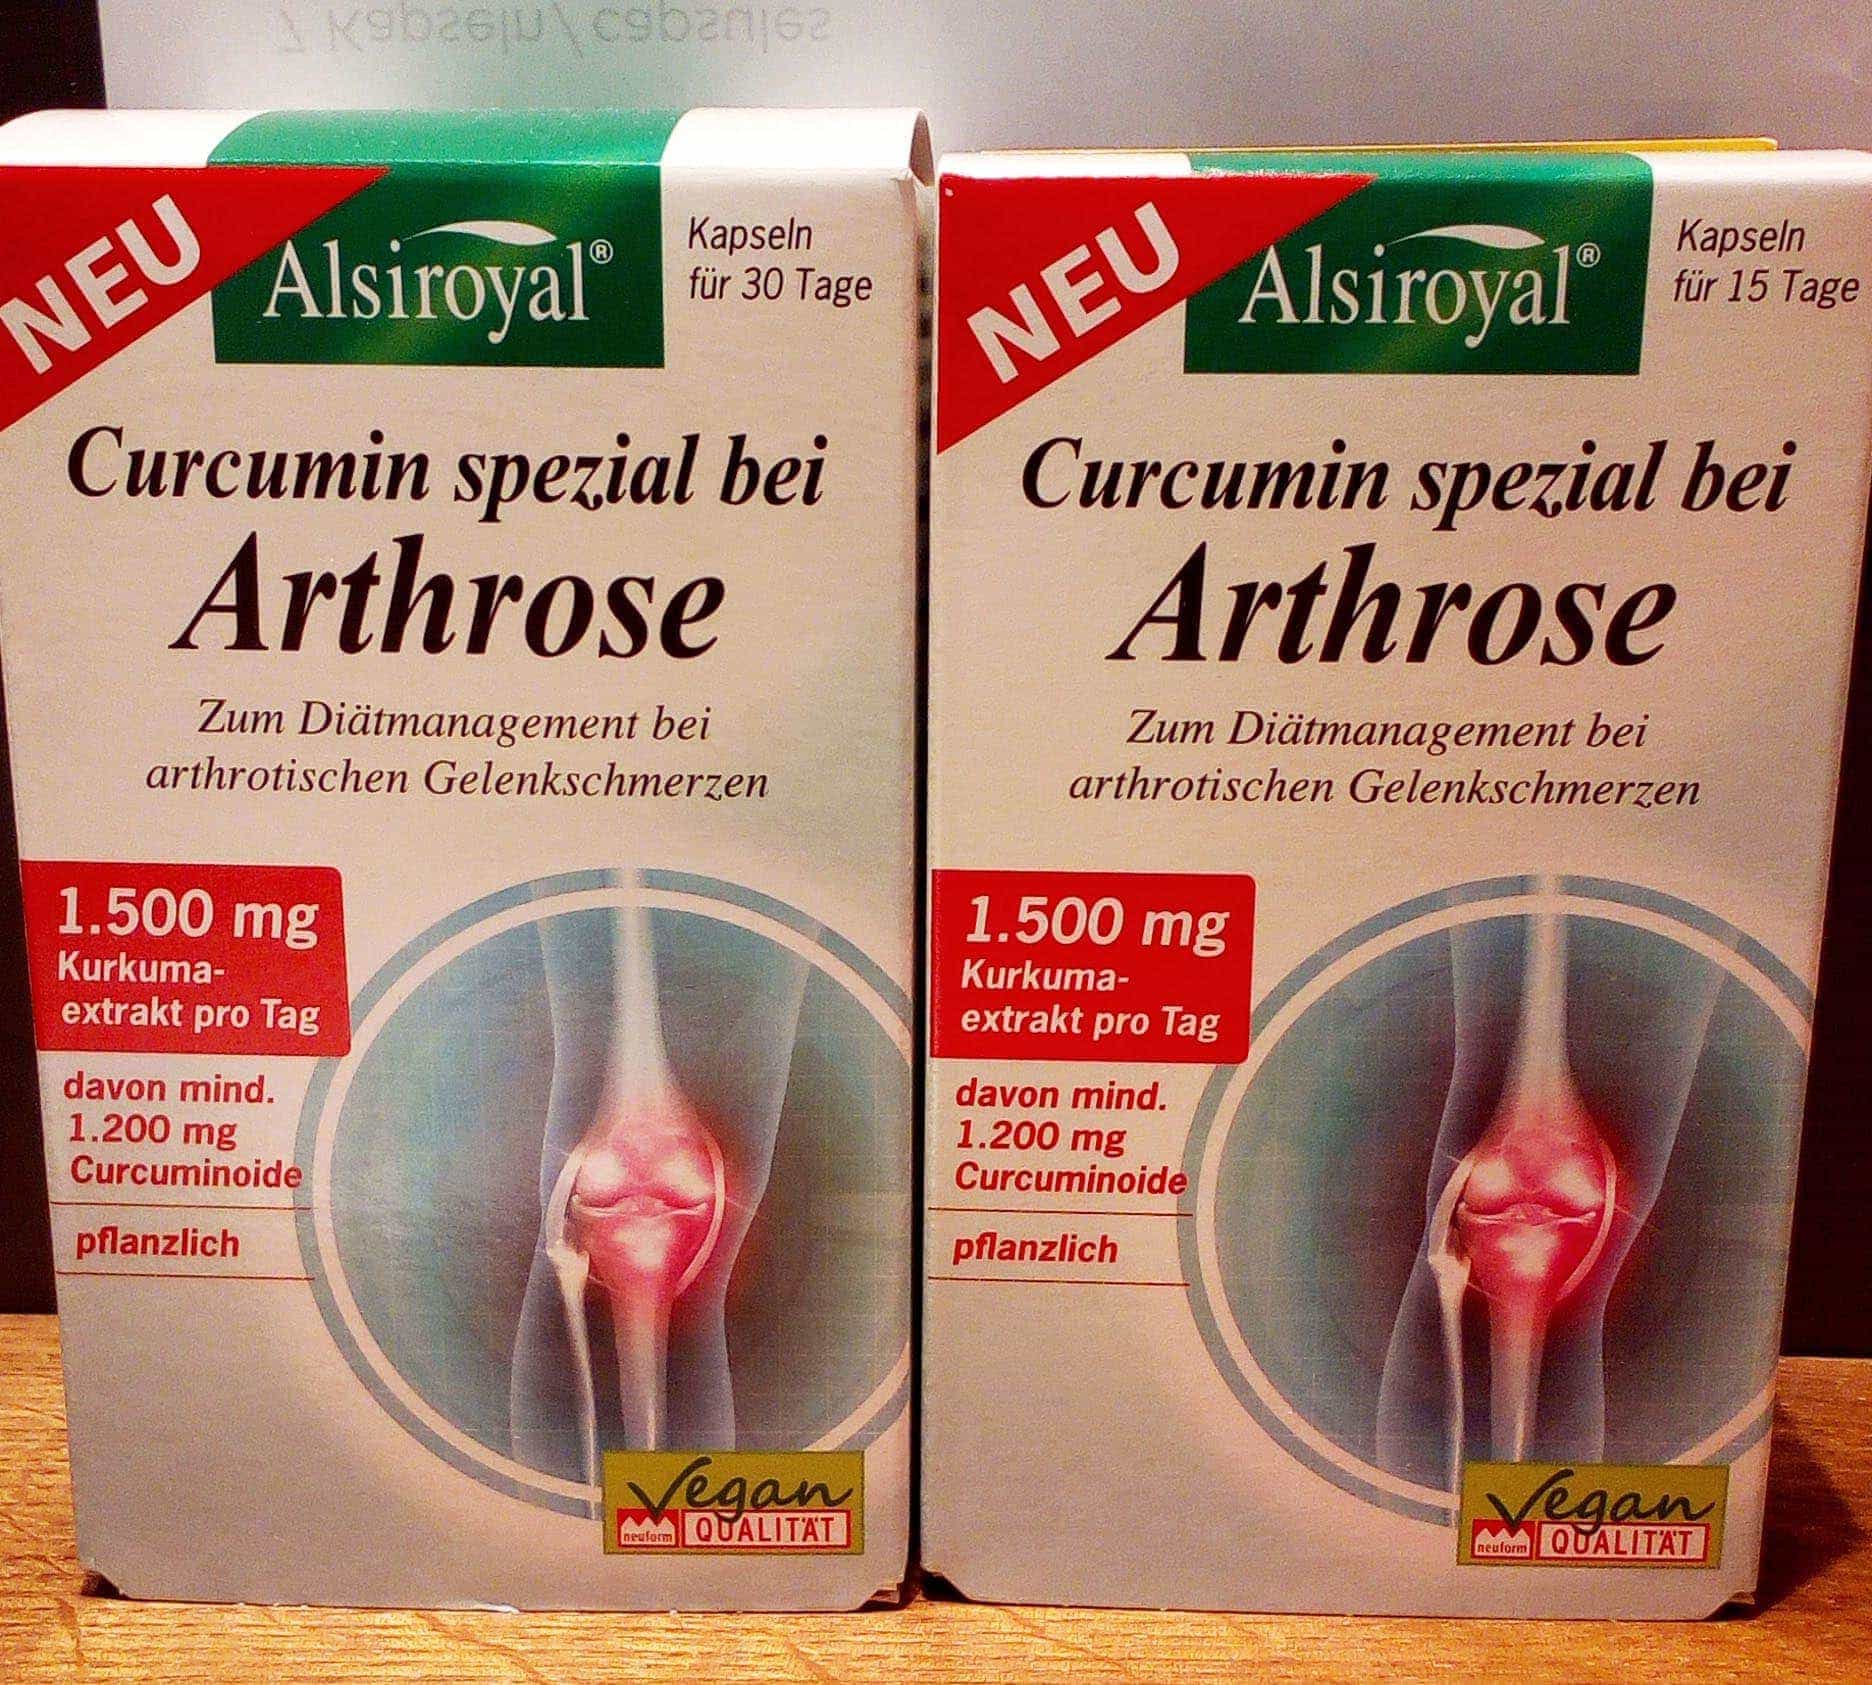 7 Kapseln/capsules
NEU
Alsiroyal®
Kapseln
für 30 Tage
Curcumin spezial bei
Arthrose
Zum Diätmanagement bei
arthrotischen Gelenkschmerzen
1.500 mg
Kurkuma-
extrakt pro Tag
davon mind.
1.200 mg
Curcuminoide
pflanzlich
Vegan
neuform QUALITÄT
NEU
Alsiroyal®
Kapseln
für 15 Tage
Curcumin spezial bei
Arthrose
Zum Diätmanagement bei
arthrotischen Gelenkschmerzen
1.500 mg
Kurkuma-
extrakt pro Tag
davon mind.
1.200 mg
Curcuminoide
pflanzlich
Vegan
neuform QUALITÄT